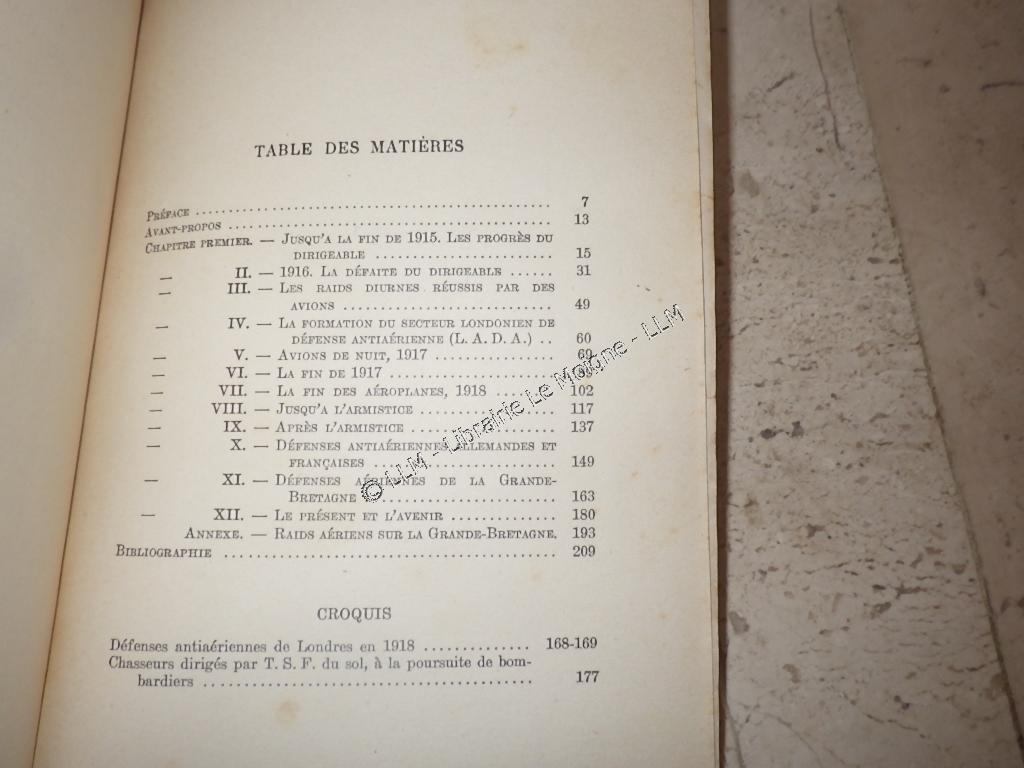 TABLE DES MATIÈRES
PRÉFACE ........ 7
AVANT-PROPOS ........ 13
CHAPITRE PREMIER. — JUSQU'A LA FIN DE 1915. LES PROGRÈS DU
DIRIGEABLE ........ 15
— II. — 1916. LA DÉFAITE DU DIRIGEABLE ...... 31
— III. — LES RAIDS DIURNES RÉUSSIS PAR DES
AVIONS ........ 49
— IV. — LA FORMATION DU SECTEUR LONDONIEN DE
DÉFENSE ANTIAÉRIENNE (L. A. D. A.) .. 60
— V. — AVIONS DE NUIT, 1917 ........ 69
— VI. — LA FIN DE 1917 ........
— VII. — LA FIN DES AÉROPLANES, 1918 ........ 102
— VIII. — JUSQU'A L'ARMISTICE ........ 117
— IX. — APRÈS L'ARMISTICE ........ 137
— X. — DÉFENSES ANTIAÉRIENNES ALLEMANDES ET
FRANÇAISES ........ 149
— XI. — DÉFENSES AÉRIENNES DE LA GRANDE-
BRETAGNE ........ 163
— XII. — LE PRÉSENT ET L'AVENIR ........ 180
ANNEXE. — RAIDS AÉRIENS SUR LA GRANDE-BRETAGNE. 193
BIBLIOGRAPHIE ........ 209
CROQUIS
Défenses antiaériennes de Londres en 1918 ........ 168-169
Chasseurs dirigés par T. S. F. du sol, à la poursuite de bom-
bardiers ........ 177
© LLM - Librairie Le Moigne - LLM